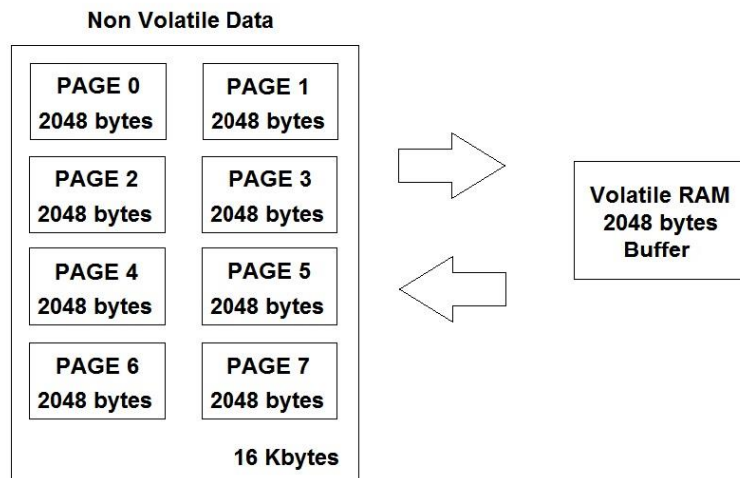 Non Volatile Data
PAGE 0
2048 bytes
PAGE 1
2048 bytes
PAGE 2
2048 bytes
PAGE 3
2048 bytes
PAGE 4
2048 bytes
PAGE 5
2048 bytes
PAGE 6
2048 bytes
PAGE 7
2048 bytes
16 Kbytes
Volatile RAM
2048 bytes
Buffer